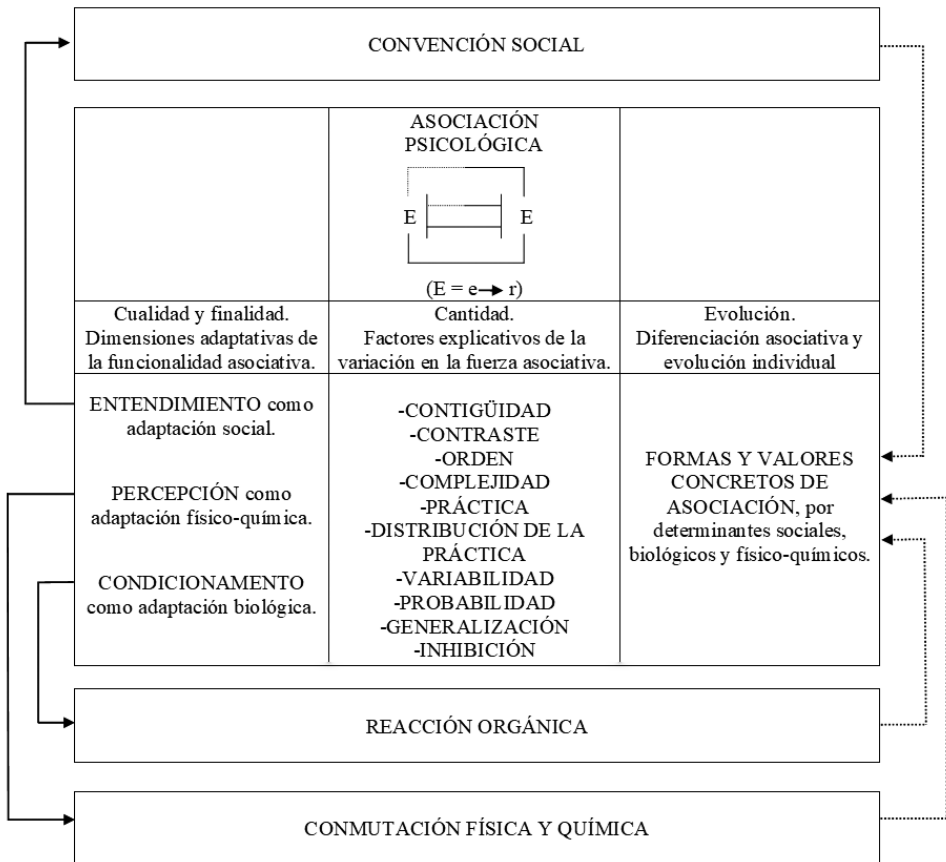 CONVENCIÓN SOCIAL
ASOCIACIÓN
PSICOLÓGICA
E E
(E = e→ r)
Cualidad y finalidad.
Dimensiones adaptativas de
la funcionalidad asociativa.
Cantidad.
Factores explicativos de la
variación en la fuerza asociativa.
Evolución.
Diferenciación asociativa y
evolución individual
ENTENDIMIENTO como
adaptación social.
PERCEPCIÓN como
adaptación físico-química.
CONDICIONAMENTO
como adaptación biológica.
-CONTIGÜIDAD
-CONTRASTE
-ORDEN
-COMPLEJIDAD
-PRÁCTICA
-DISTRIBUCIÓN DE LA
PRÁCTICA
-VARIABILIDAD
-PROBABILIDAD
-GENERALIZACIÓN
-INHIBICIÓN
FORMAS Y VALORES
CONCRETOS DE
ASOCIACIÓN, por
determinantes sociales,
biológicos y físico-químicos.
REACCIÓN ORGÁNICA
CONMUTACIÓN FÍSICA Y QUÍMICA